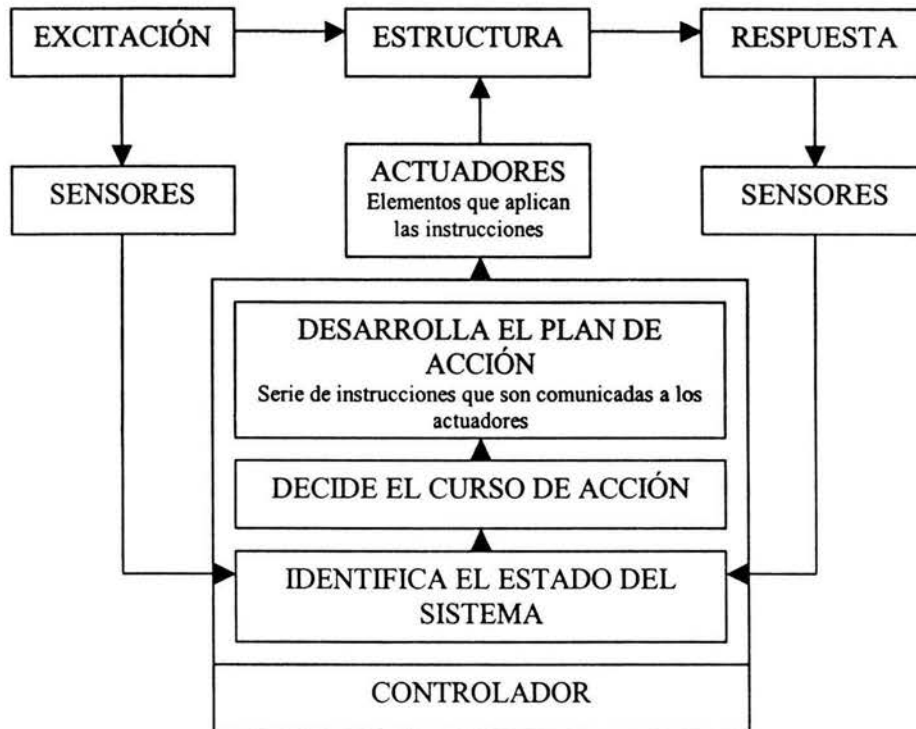 EXCITACIÓN
ESTRUCTURA
RESPUESTA
SENSORES
ACTUADORES
Elementos que aplican
las instrucciones
SENSORES
DESARROLLA EL PLAN DE
ACCIÓN
Serie de instrucciones que son comunicadas a los
actuadores
DECIDE EL CURSO DE ACCIÓN
IDENTIFICA EL ESTADO DEL
SISTEMA
CONTROLADOR